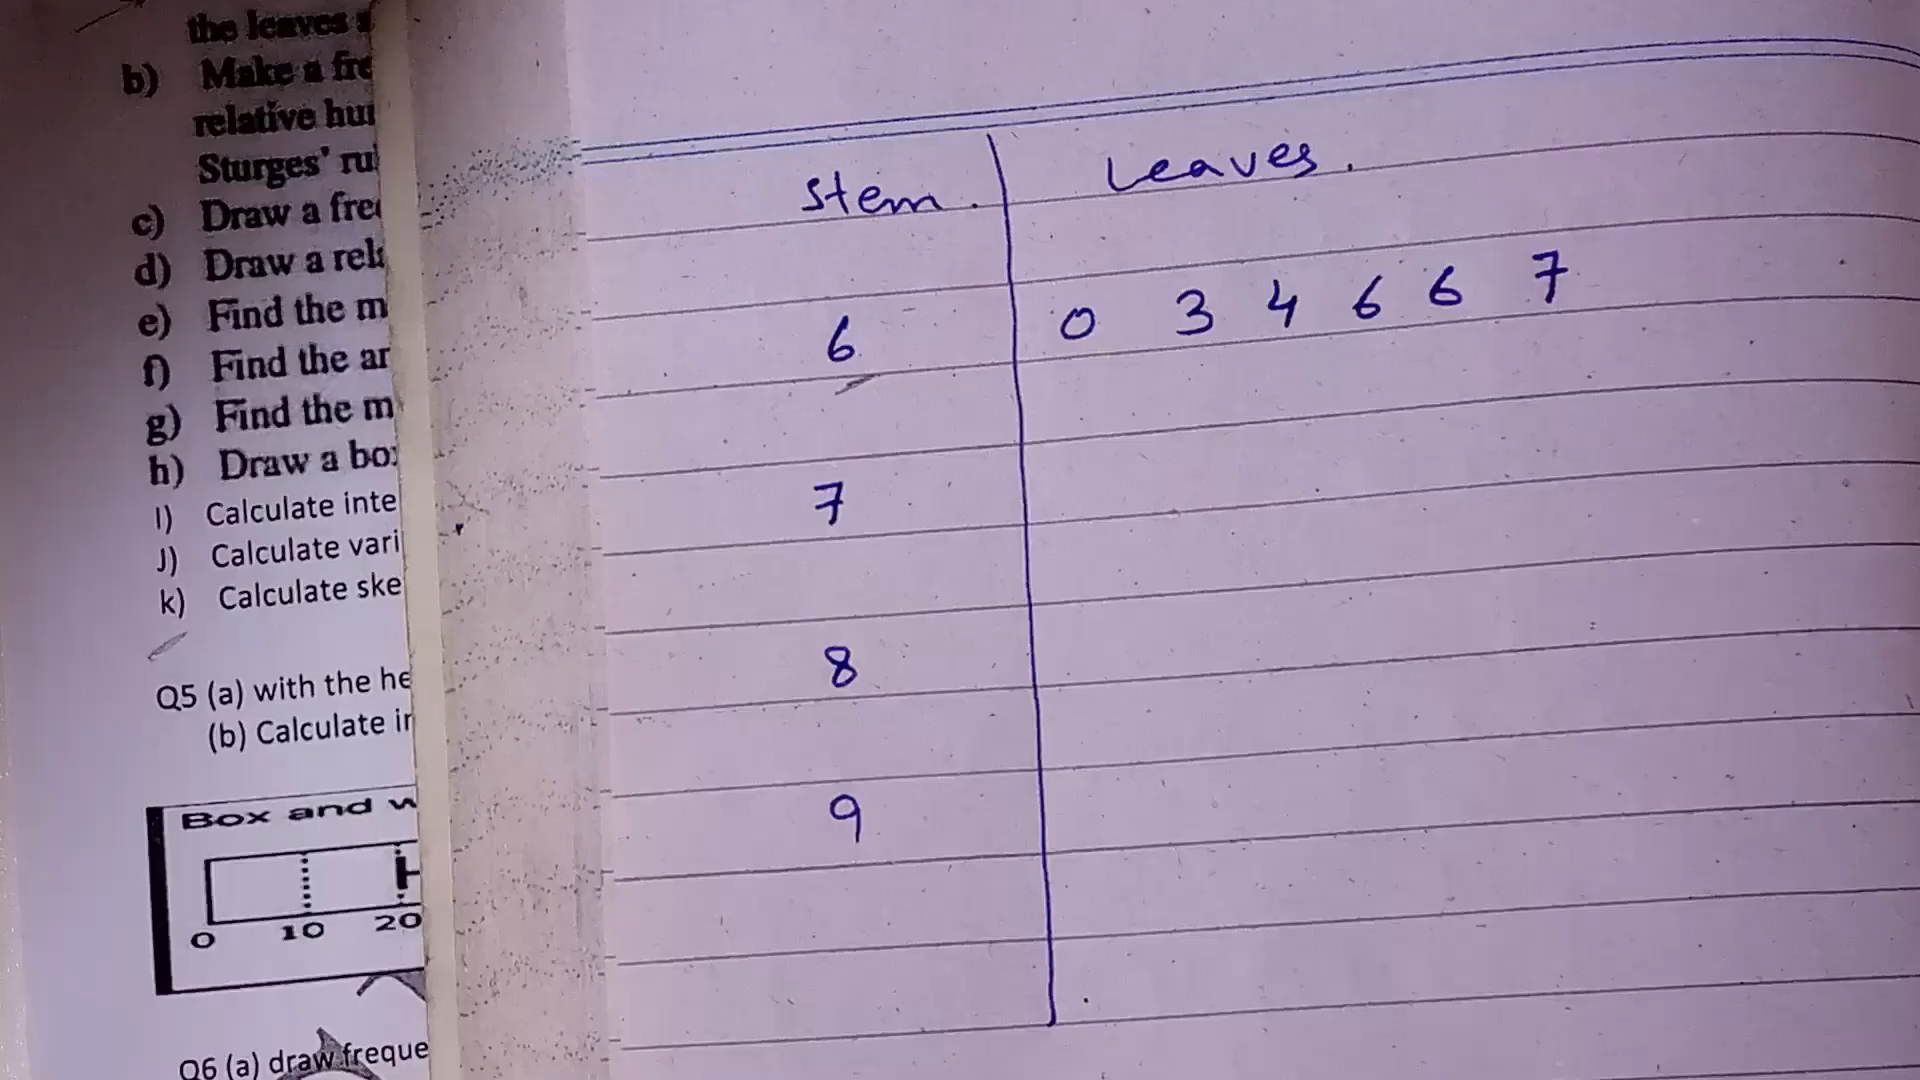 the leaves
b) Make a fre
relative hu
Sturges' ru
c) Draw a fre
d) Draw a rel
e) Find the m
f) Find the ar
g) Find the m
h) Draw a bo
I) Calculate inte
J) Calculate vari
k) Calculate ske
Q5 (a) with the he
(b) Calculate ir
Box and w
0 10 20
Q6 (a) draw freque
Stem. Leaves.
6 0 3 4 6 6 7
7
8
9